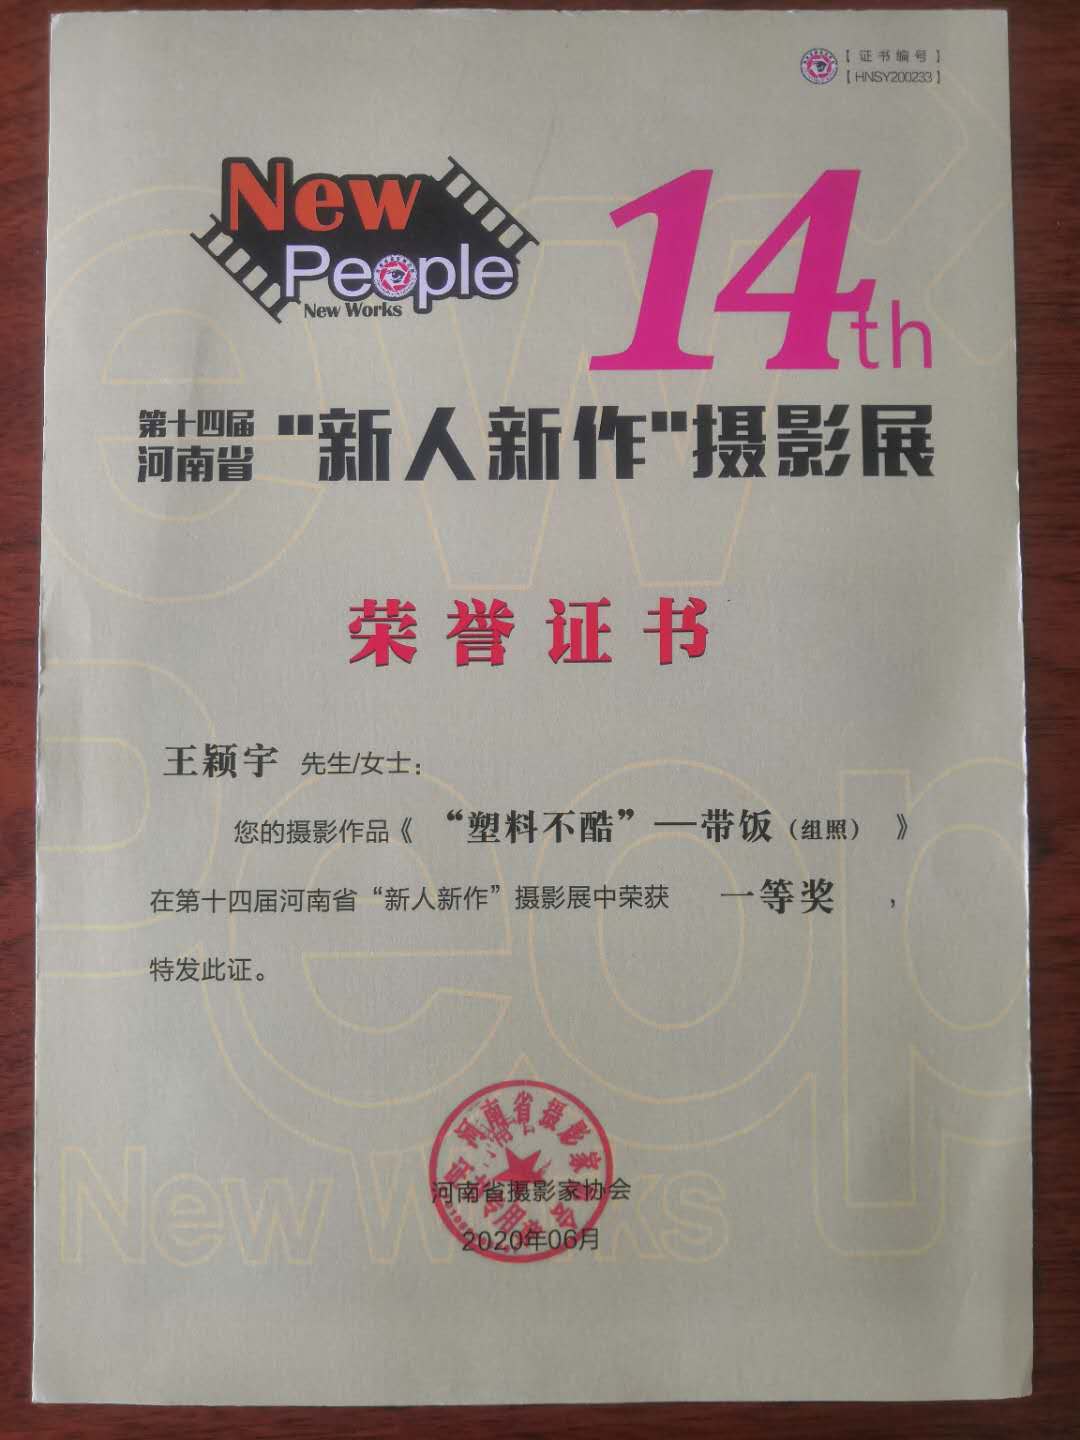 【证书编号】
【HNSY200233】
New
People
New Works
14th
第十四届
河南省
"新人新作"摄影展
荣誉证书
王颖宇 先生/女士:
您的摄影作品《 “塑料不酷”—带饭（组照） 》
在第十四届河南省“新人新作”摄影展中荣获 一等奖 ,
特发此证。
河南省摄影家协会
2020年06月